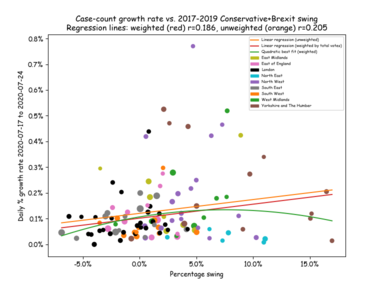 Case-count growth rate vs. 2017-2019 Conservative+Brexit swing
Regression lines: weighted (red) r=0.186, unweighted (orange) r=0.205
Linear regression (unweighted)
Linear regression (weighted by total votes)
Quadratic best fit (weighted)
East Midlands
East of England
London
North East
North West
South East
South West
West Midlands
Yorkshire and The Humber
Daily % growth rate 2020-07-17 to 2020-07-24
0.8%
0.7%
0.6%
0.5%
0.4%
0.3%
0.2%
0.1%
0.0%
-5.0%
0.0%
5.0%
10.0%
15.0%
Percentage swing